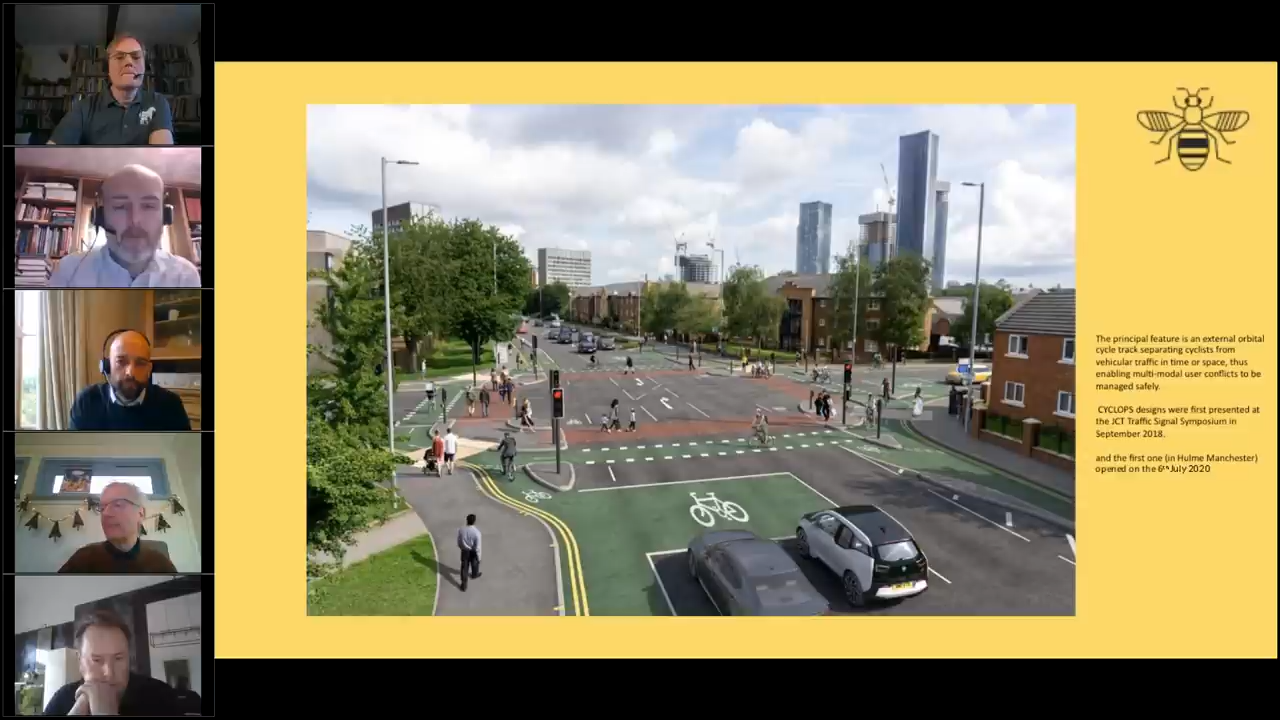 The principal feature is an external orbital
cycle track separating cyclists from
vehicular traffic in time or space, thus
enabling multi-modal user conflicts to be
managed safely.
CYCLOPS designs were first presented at
the JCT Traffic Signal Symposium in
September 2018.
and the first one (in Hulme Manchester)
opened on the 6th July 2020